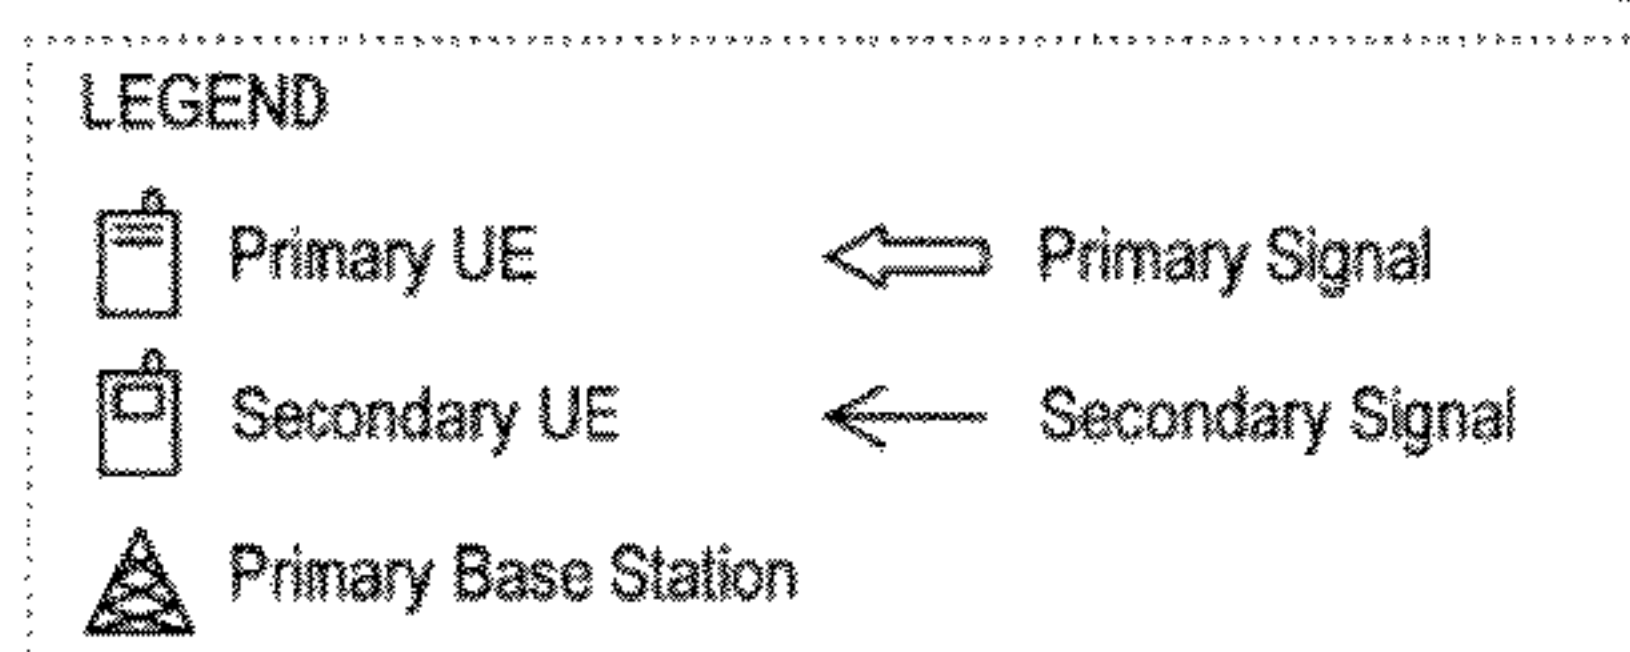 LEGEND
Primary UE
Primary Signal
Secondary UE
Secondary Signal
Primary Base Station